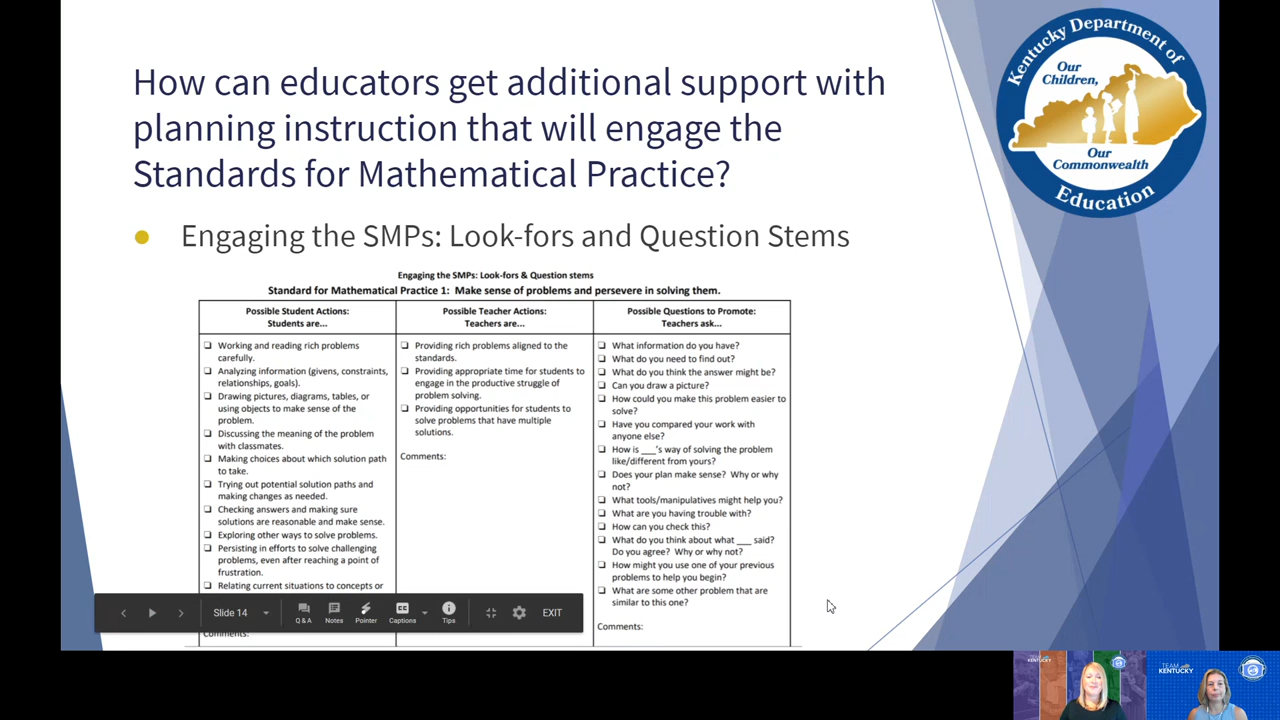 How can educators get additional support with
planning instruction that will engage the
Standards for Mathematical Practice?
Kentucky Department of
Our
Children,
Our
Commonwealth
Education
● Engaging the SMPs: Look-fors and Question Stems
Engaging the SMPs: Look-fors & Question stems
Standard for Mathematical Practice 1: Make sense of problems and persevere in solving them.
Possible Student Actions:
Students are...
❑ Working and reading rich problems
carefully.
❑ Analyzing information (givens, constraints,
relationships, goals).
❑ Drawing pictures, diagrams, tables, or
using objects to make sense of the
problem.
❑ Discussing the meaning of the problem
with classmates.
❑ Making choices about which solution path
to take.
❑ Trying out potential solution paths and
making changes as needed.
❑ Checking answers and making sure
solutions are reasonable and make sense.
❑ Exploring other ways to solve problems.
❑ Persisting in efforts to solve challenging
problems, even after reaching a point of
frustration.
❑ Relating current situations to concepts or
Comments:
Possible Teacher Actions:
Teachers are...
❑ Providing rich problems aligned to the
standards.
❑ Providing appropriate time for students to
engage in the productive struggle of
problem solving.
❑ Providing opportunities for students to
solve problems that have multiple
solutions.
Comments:
Possible Questions to Promote:
Teachers ask...
❑ What information do you have?
❑ What do you need to find out?
❑ What do you think the answer might be?
❑ Can you draw a picture?
❑ How could you make this problem easier to
solve?
❑ Have you compared your work with
anyone else?
❑ How is ___'s way of solving the problem
like/different from yours?
❑ Does your plan make sense? Why or why
not?
❑ What tools/manipulatives might help you?
❑ What are you having trouble with?
❑ How can you check this?
❑ What do you think about what ___ said?
Do you agree? Why or why not?
❑ How might you use one of your previous
problems to help you begin?
❑ What are some other problem that are
similar to this one?
Comments:
Slide 14
Q & A
Notes
Pointer
CC
Captions
Tips
EXIT
TEAM
KENTUCKY
TEAM
KENTUCKY